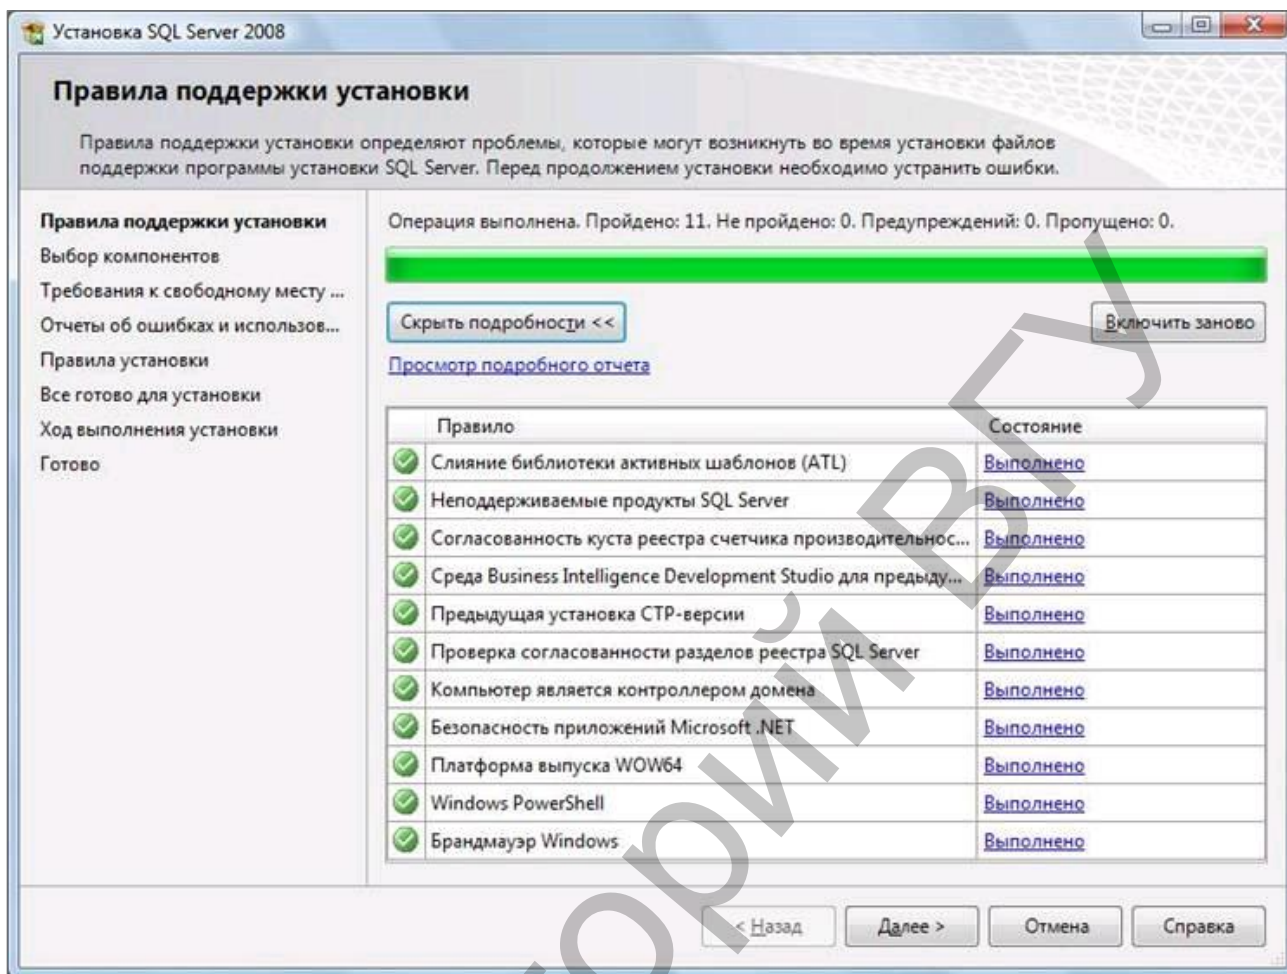 Установка SQL Server 2008
Правила поддержки установки
Правила поддержки установки определяют проблемы, которые могут возникнуть во время установки файлов
поддержки программы установки SQL Server. Перед продолжением установки необходимо устранить ошибки.
Правила поддержки установки
Выбор компонентов
Требования к свободному месту ...
Отчеты об ошибках и использов...
Правила установки
Все готово для установки
Ход выполнения установки
Готово
Операция выполнена. Пройдено: 11. Не пройдено: 0. Предупреждений: 0. Пропущено: 0.
Скрыть подробности <<
Включить заново
Просмотр подробного отчета
Правило Состояние
Слияние библиотеки активных шаблонов (ATL) Выполнено
Неподдерживаемые продукты SQL Server Выполнено
Согласованность куста реестра счетчика производительнос... Выполнено
Среда Business Intelligence Development Studio для предыду... Выполнено
Предыдущая установка CTP-версии Выполнено
Проверка согласованности разделов реестра SQL Server Выполнено
Компьютер является контроллером домена Выполнено
Безопасность приложений Microsoft .NET Выполнено
Платформа выпуска WOW64 Выполнено
Windows PowerShell Выполнено
Брандмауэр Windows Выполнено
< Назад
Далее >
Отмена
Справка
торий ВГУ